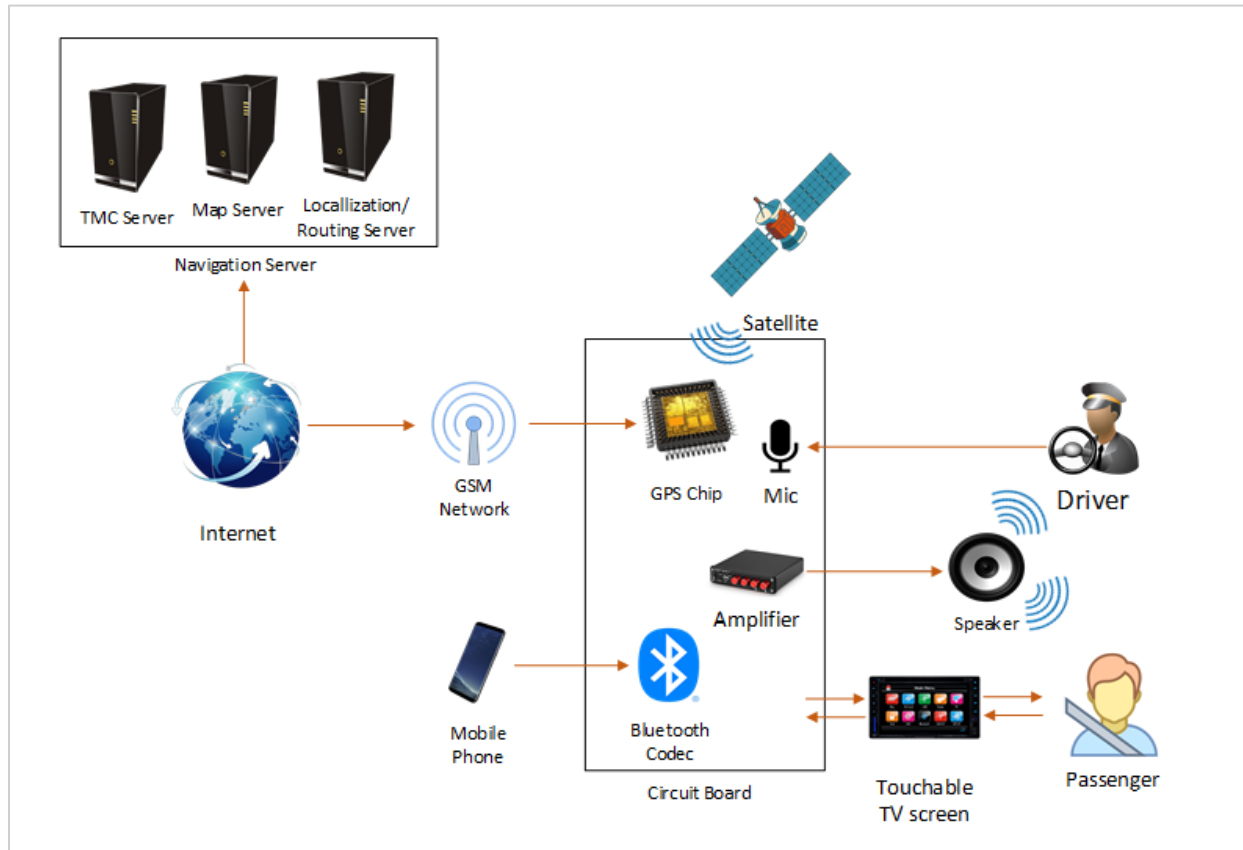 TMC Server
Map Server
Locallization/
Routing Server
Navigation Server
Satellite
GPS Chip
Mic
Driver
GSM
Network
Internet
Amplifier
Speaker
Mobile
Phone
Bluetooth
Codec
Circuit Board
Touchable
TV screen
Passenger